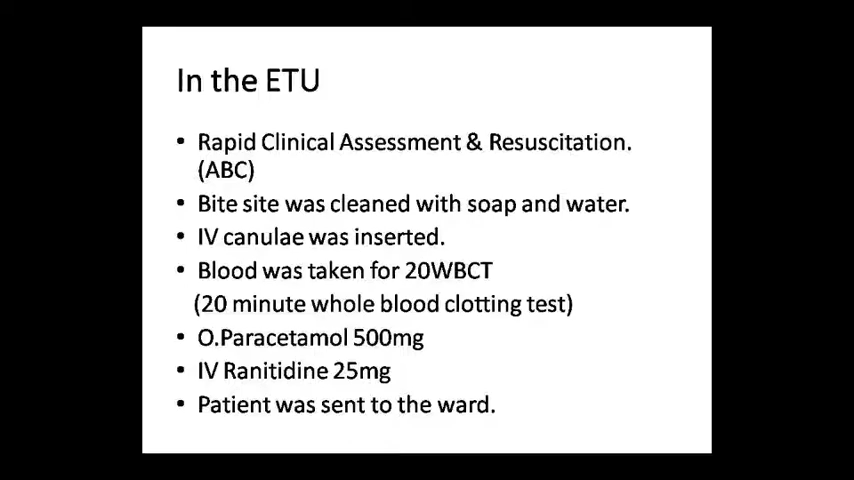 In the ETU
• Rapid Clinical Assessment & Resuscitation.
(ABC)
• Bite site was cleaned with soap and water.
• IV canulae was inserted.
• Blood was taken for 20WBCT
(20 minute whole blood clotting test)
• O.Paracetamol 500mg
• IV Ranitidine 25mg
• Patient was sent to the ward.